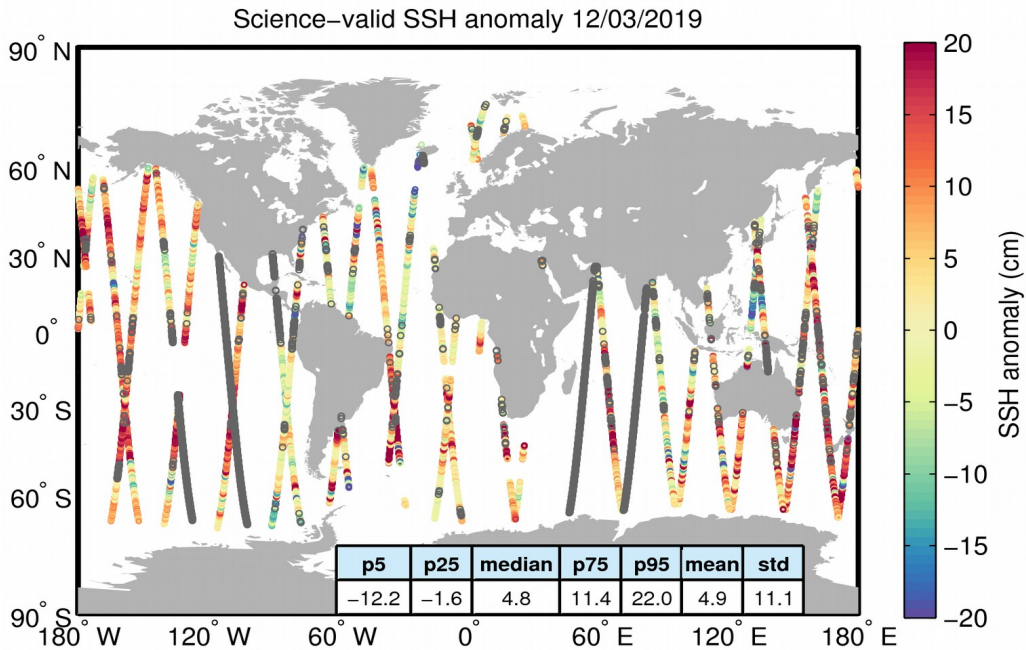 Science−valid SSH anomaly 12/03/2019
90° N
60° N
30° N
0°
30° S
60° S
90° S
180° W
120° W
60° W
0°
60° E
120° E
180° E
p5 p25 median p75 p95 mean std
−12.2 −1.6 4.8 11.4 22.0 4.9 11.1
20
15
10
5
0
−5
−10
−15
−20
SSH anomaly (cm)